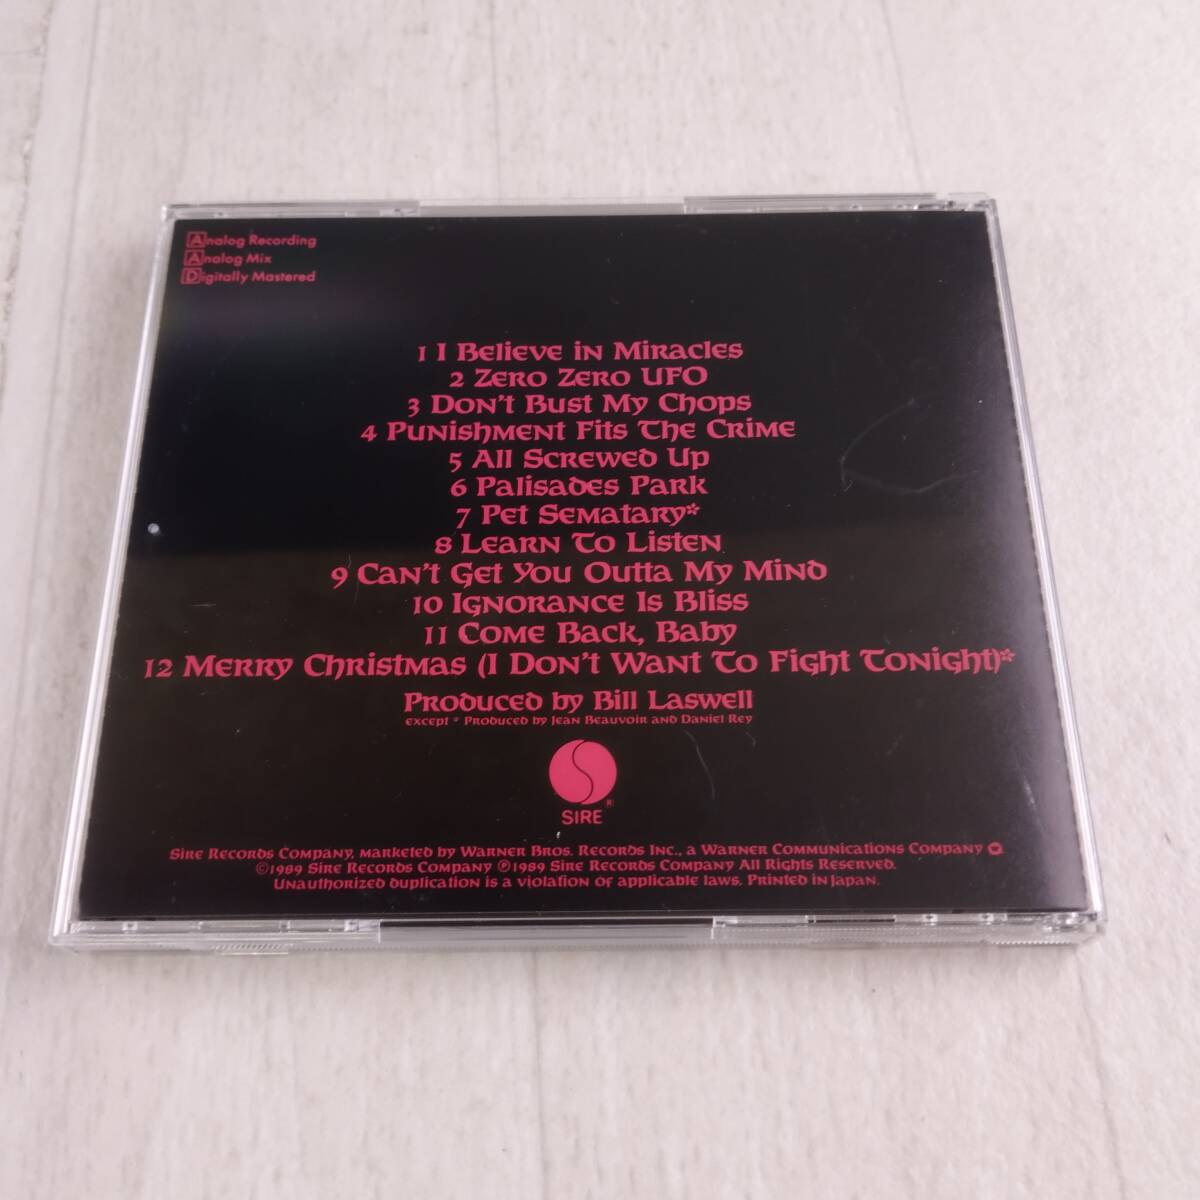 Analog Recording
Analog Mix
Digitally Mastered
1 I Believe in Miracles
2 Zero Zero UFO
3 Don't Bust My Chops
4 Punishment Fits The Crime
5 All Screwed Up
6 Palisades Park
7 Pet Sematary*
8 Learn To Listen
9 Can't Get You Outta My Mind
10 Ignorance Is Bliss
11 Come Back, Baby
12 Merry Christmas (I Don't Want To Fight Tonight)*
Produced by Bill Laswell
except * Produced by Jean Beauvoir and Daniel Rey
SIRE ®
Sire Records Company, marketed by Warner Bros. Records Inc., a Warner Communications Company
©1989 Sire Records Company ℗1989 Sire Records Company All Rights Reserved.
Unauthorized duplication is a violation of applicable laws. Printed in Japan.